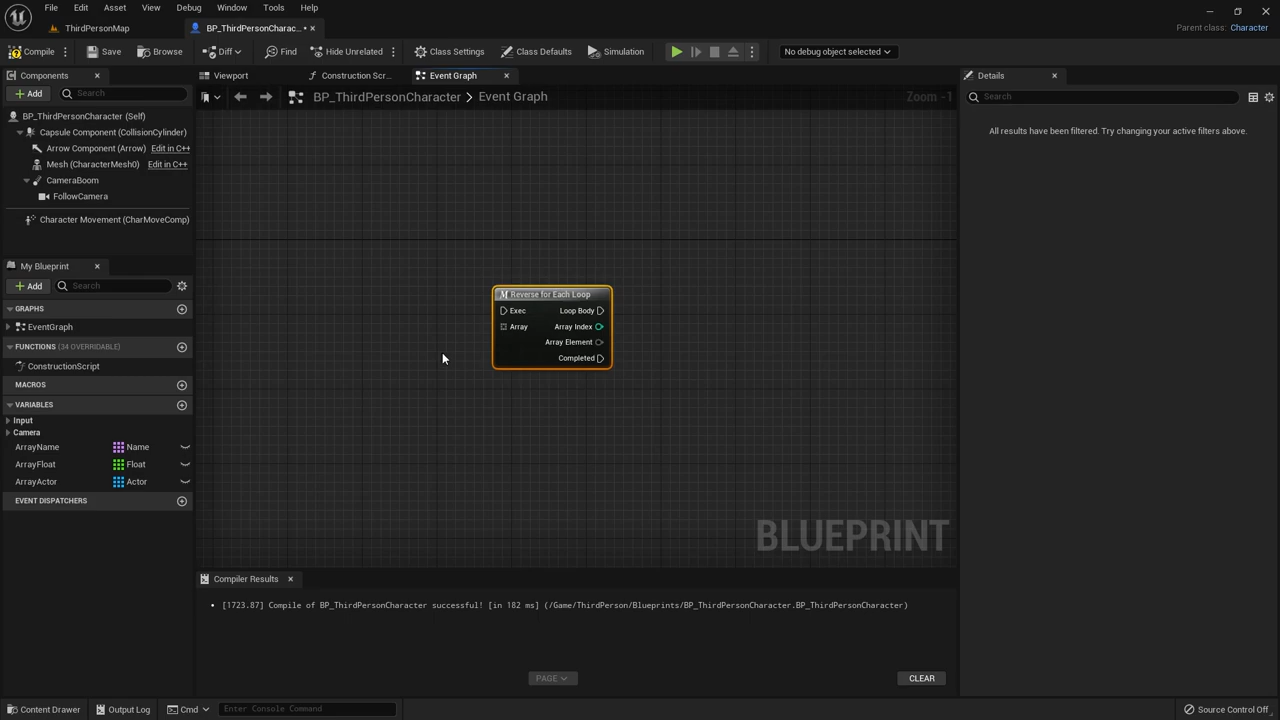 File Edit Asset View Debug Window Tools Help
ThirdPersonMap
BP_ThirdPersonCharac... •
Parent class: Character
Compile
Save
Browse
Diff
Find
Hide Unrelated
Class Settings
Class Defaults
Simulation
No debug object selected
Components
Viewport
Construction Scr...
Event Graph
Details
Add
Search
BP_ThirdPersonCharacter > Event Graph
Zoom -1
Search
BP_ThirdPersonCharacter (Self)
Capsule Component (CollisionCylinder)
Arrow Component (Arrow) Edit in C++
Mesh (CharacterMesh0) Edit in C++
CameraBoom
FollowCamera
Character Movement (CharMoveComp)
All results have been filtered. Try changing your active filters above.
My Blueprint
Add
Search
GRAPHS
EventGraph
FUNCTIONS (34 OVERRIDABLE)
ConstructionScript
MACROS
VARIABLES
Input
Camera
ArrayName Name
ArrayFloat Float
ArrayActor Actor
EVENT DISPATCHERS
Reverse for Each Loop
Exec Loop Body
Array Array Index
Array Element
Completed
BLUEPRINT
Compiler Results
• [1723.87] Compile of BP_ThirdPersonCharacter successful! [in 182 ms] (/Game/ThirdPerson/Blueprints/BP_ThirdPersonCharacter.BP_ThirdPersonCharacter)
PAGE
CLEAR
Content Drawer
Output Log
Cmd
Enter Console Command
Source Control Off